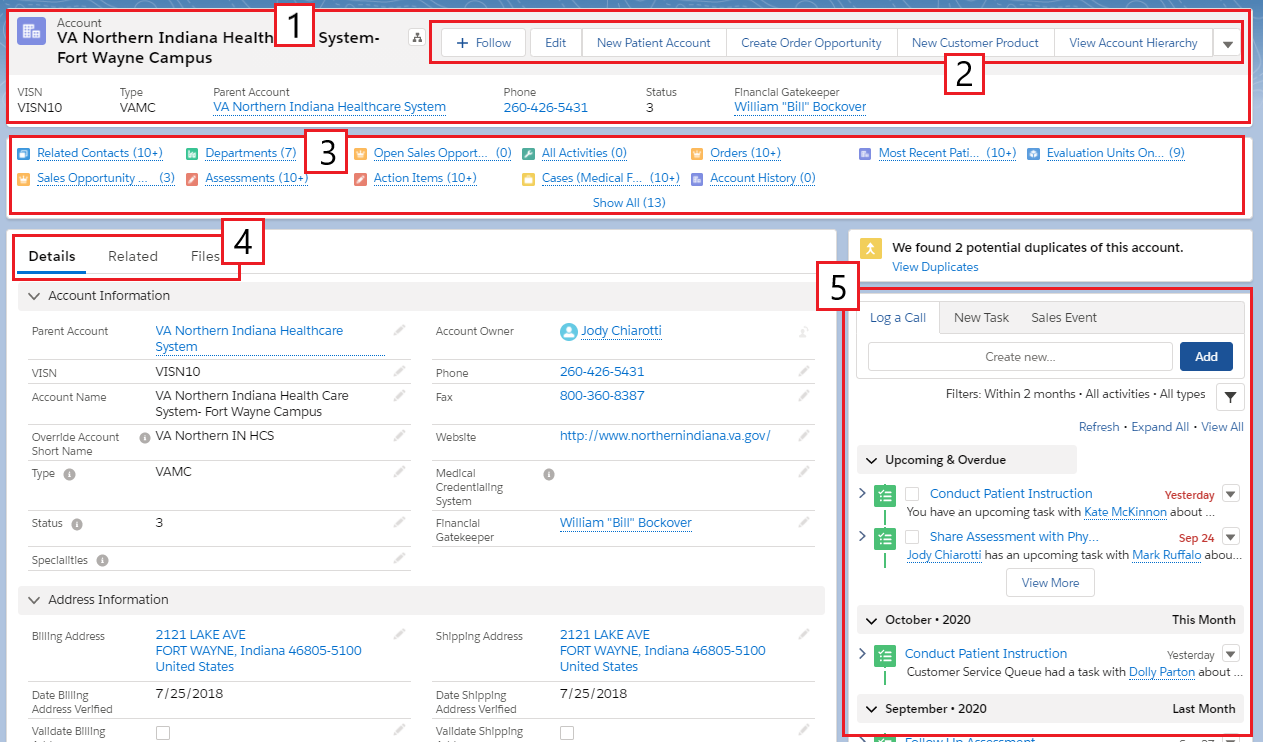 Account
VA Northern Indiana Health System-
Fort Wayne Campus
1
Follow
Edit
New Patient Account
Create Order Opportunity
New Customer Product
View Account Hierarchy
2
VISN
Type
Parent Account
Phone
Status
Financial Gatekeeper
VISN10
VAMC
VA Northern Indiana Healthcare System
260-426-5431
3
William "Bill" Bockover
Related Contacts (10+)
Departments (7)
3
Open Sales Opport... (0)
All Activities (0)
Orders (10+)
Most Recent Pati... (10+)
Evaluation Units On... (9)
Sales Opportunity ... (3)
Assessments (10+)
Action Items (10+)
Cases (Medical F... (10+)
Account History (0)
Show All (13)
Details
Related
Files
4
Account Information
Parent Account
VA Northern Indiana Healthcare
System
Account Owner
Jody Chiarotti
VISN
VISN10
Phone
260-426-5431
Account Name
VA Northern Indiana Health Care
System- Fort Wayne Campus
Fax
800-360-8387
Override Account
Short Name
VA Northern IN HCS
Website
http://www.northernindiana.va.gov/
Type
VAMC
Medical
Credentialing
System
Status
3
Financial
Gatekeeper
William "Bill" Bockover
Specialties
Address Information
Billing Address
2121 LAKE AVE
FORT WAYNE, Indiana 46805-5100
United States
Shipping Address
2121 LAKE AVE
FORT WAYNE, Indiana 46805-5100
United States
Date Billing
Address Verified
7/25/2018
Date Shipping
Address Verified
7/25/2018
Validate Billing
Validate Shipping
We found 2 potential duplicates of this account.
View Duplicates
5
Log a Call
New Task
Sales Event
Create new...
Add
Filters: Within 2 months • All activities • All types
Refresh • Expand All • View All
Upcoming & Overdue
Conduct Patient Instruction
Yesterday
You have an upcoming task with Kate McKinnon about ...
Share Assessment with Phy...
Sep 24
Jody Chiarotti has an upcoming task with Mark Ruffalo abou...
View More
October • 2020
This Month
Conduct Patient Instruction
Yesterday
Customer Service Queue had a task with Dolly Parton about ...
September • 2020
Last Month
Follow Up Assessment